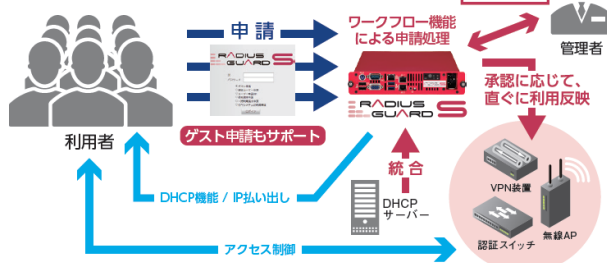 申請
ワークフロー機能
による申請処理
管理者
RADIUS
GUARD S
RADIUS
GUARD S
承認に応じて、
直ぐに利用反映
ゲスト申請もサポート
利用者
統合
VPN装置
DHCP機能 / IP払い出し
DHCP
サーバー
無線AP
認証スイッチ
アクセス制御